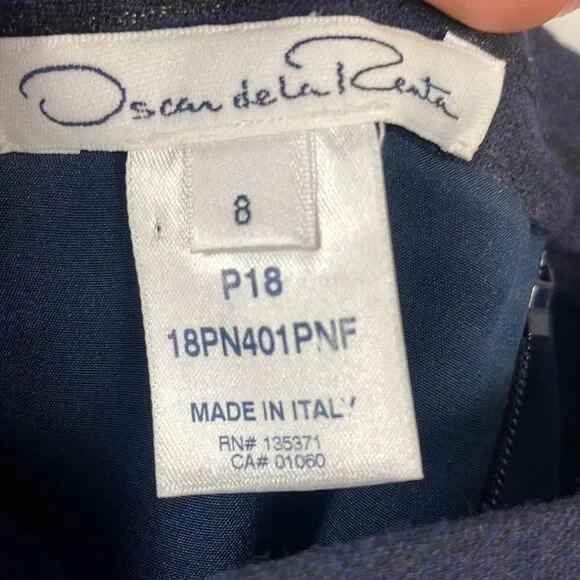 Oscar de la Renta
8
P18
18PN401PNF
MADE IN ITALY
RN# 135371
CA# 01060